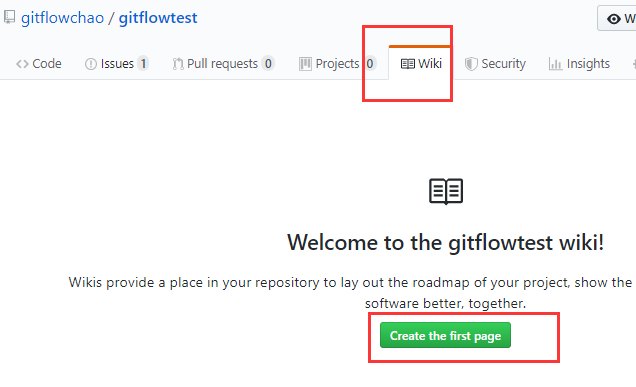 gitflowchao / gitflowtest
W
Code Issues 1 Pull requests 0 Projects 0 Wiki Security Insights
Welcome to the gitflowtest wiki!
Wikis provide a place in your repository to lay out the roadmap of your project, show the
software better, together.
Create the first page